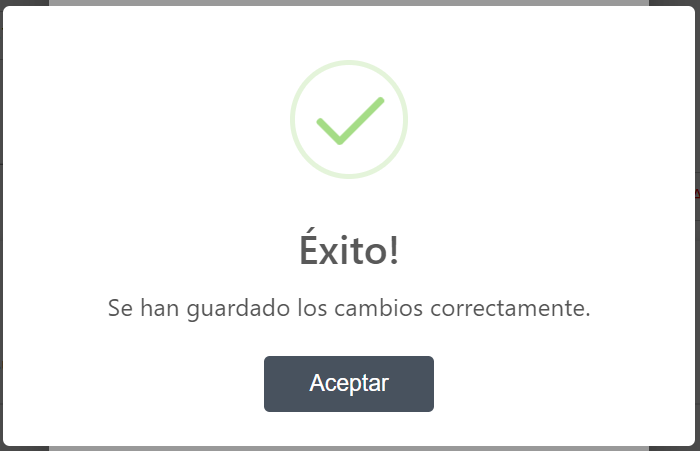 Éxito!
Se han guardado los cambios correctamente.
Aceptar